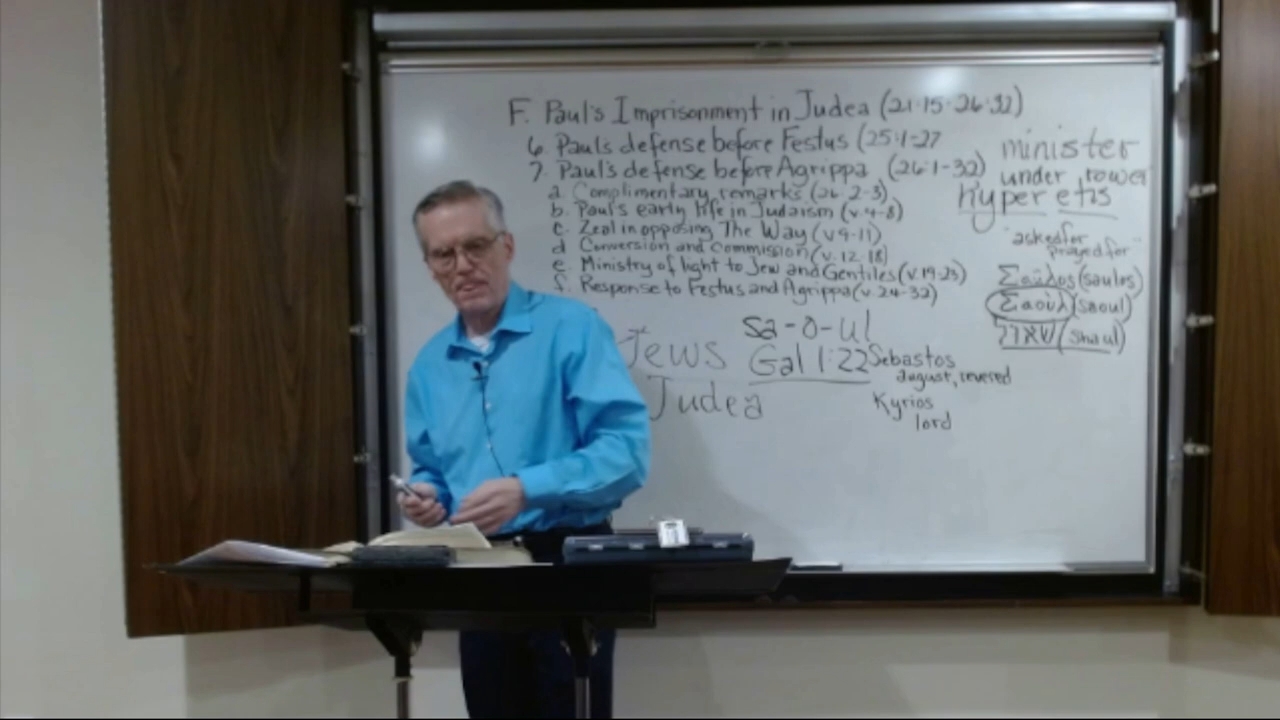 F. Paul's Imprisonment in Judea (21:15-26:32)
6. Pauls defense before Festus (25:1-27
7. Paul's defense before Agrippa (26:1-32)
a. Complimentary remarks (26:2-3)
b. Paul's early life in Judaism (v.4-8)
c. Zeal in opposing The Way (v9-11)
d Conversion and Commission (v.12-18)
e Ministry of light to Jew and Gentiles (v.19-23)
f. Response to Festus and Agrippa (v.24-32)
minister
under rower
hyper etis
"asked for
prayed for"
Σαῦλος (saulos)
Σαοὺλ (saoul)
שאול (shaul)
sa-o-ul
Jews
Gal 1:22
Judea
Sebastos
august, revered
Kyrios
lord